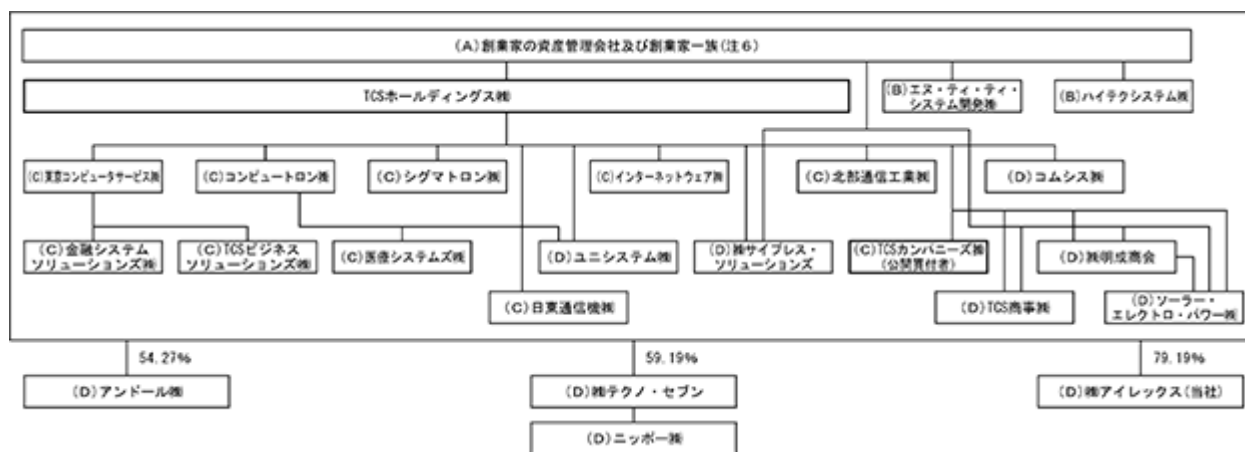 (A)創業家の資産管理会社及び創業家一族(注6)
TCSホールディングス㈱
(B)エヌ・ティ・ティ・
システム開発㈱
(B)ハイテクシステム㈱
(C)東京コンピュータサービス㈱
(C)コンピュートロン㈱
(C)シグマトロン㈱
(C)インターネットウェア㈱
(C)北部通信工業㈱
(D)コムシス㈱
(C)金融システム
ソリューションズ㈱
(C)TCSビジネス
ソリューションズ㈱
(C)医療システムズ㈱
(D)ユニシステム㈱
(D)㈱サイプレス・
ソリューションズ
(C)TCSカンパニーズ㈱
(公開買付者)
(D)㈱明成商会
(C)日東通信機㈱
(D)TCS商事㈱
(D)ソーラー・
エレクトロ・パワー㈱
54.27%
59.19%
79.19%
(D)アンドール㈱
(D)㈱テクノ・セブン
(D)㈱アイレックス(当社)
(D)ニッポー㈱